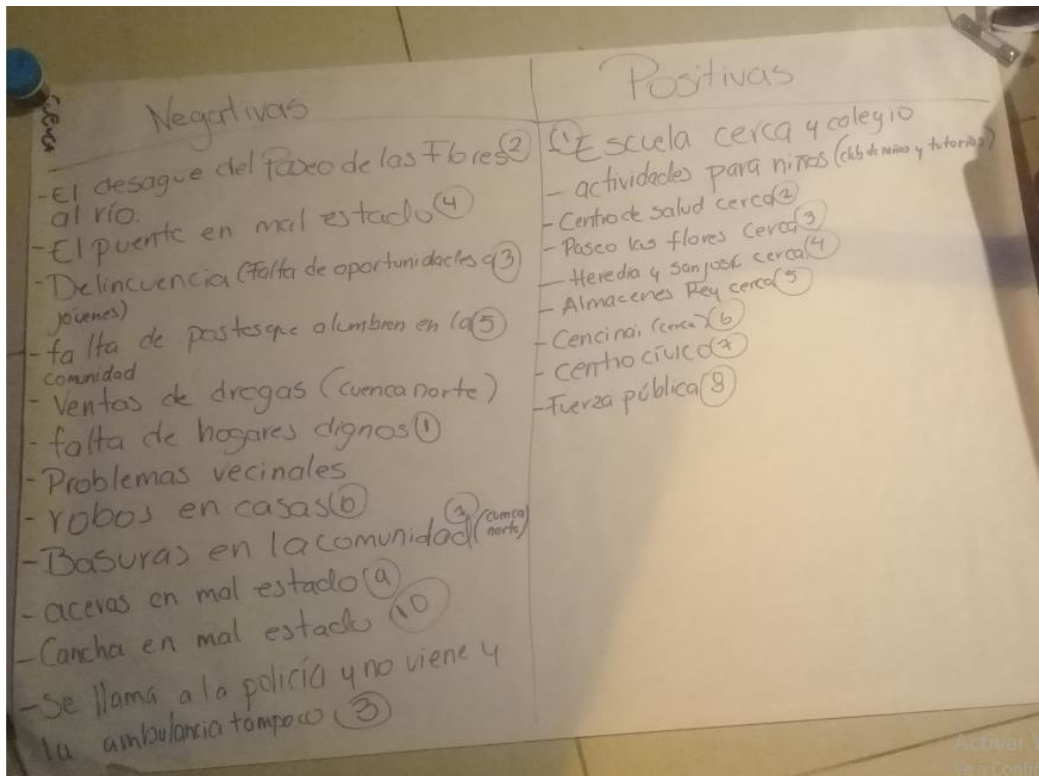 Negativas
- El desague del Paseo de las Flores ②
al río.
- El puente en mal estado ④
- Delincuencia (Falta de oportunidades a ③
jóvenes)
- falta de postes que alumbren en la ⑤
comunidad
- Ventas de drogas (cuenca norte)
- falta de hogares dignos ①
- Problemas vecinales
- robos en casas ⑥
- Basuras en la comunidad (cuenca
norte)
- aceras en mal estado ⑨
- Cancha en mal estado ⑩
- se llama a la policía y no viene y
la ambulancia tampoco ③
Positivas
① Escuela cerca y colegio
- actividades para niños (club de niños y tutorías)
- Centro de salud cerca ②
- Paseo las flores cerca ③
- Heredia y San José cerca ④
- Almacenes Rey cerca ⑤
- Cencinai (cerca) ⑥
- centro cívico ⑦
- Fuerza pública ⑧
Activar